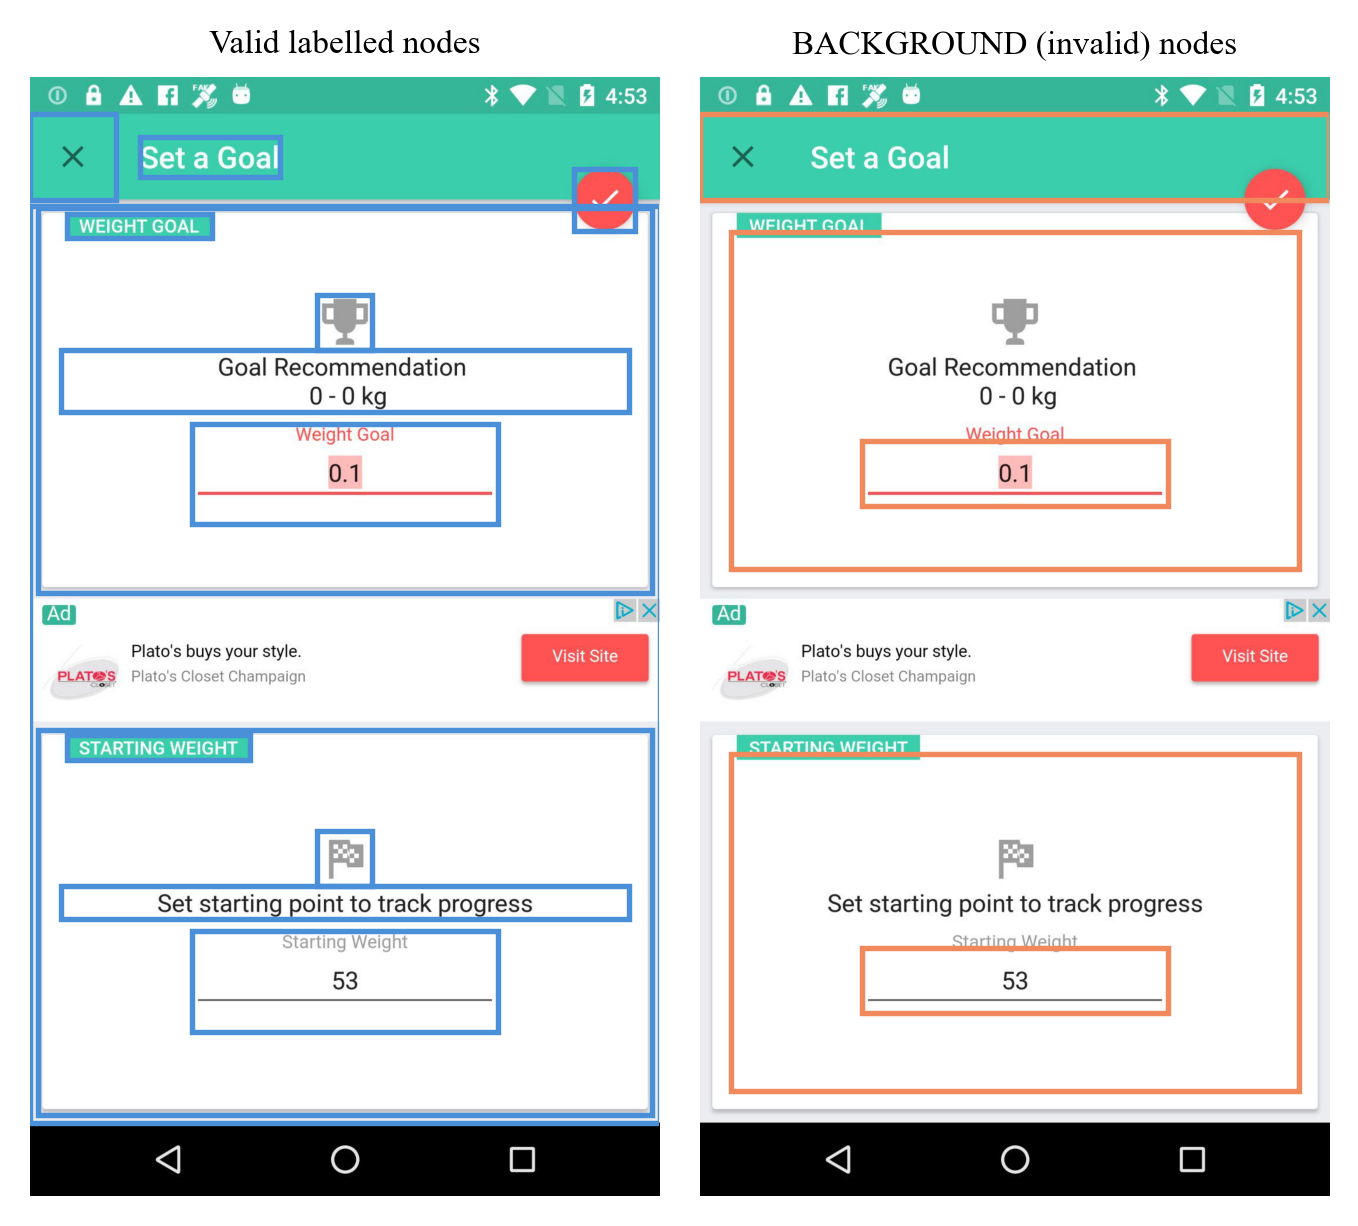 Valid labelled nodes
4:53
Set a Goal
WEIGHT GOAL
Goal Recommendation
0 - 0 kg
Weight Goal
0.1
Ad
Plato's buys your style.
Plato's Closet Champaign
PLATO'S
CLOSET
Visit Site
STARTING WEIGHT
Set starting point to track progress
Starting Weight
53
BACKGROUND (invalid) nodes
4:53
Set a Goal
WEIGHT GOAL
Goal Recommendation
0 - 0 kg
Weight Goal
0.1
Ad
Plato's buys your style.
Plato's Closet Champaign
PLATO'S
CLOSET
Visit Site
STARTING WEIGHT
Set starting point to track progress
Starting Weight
53